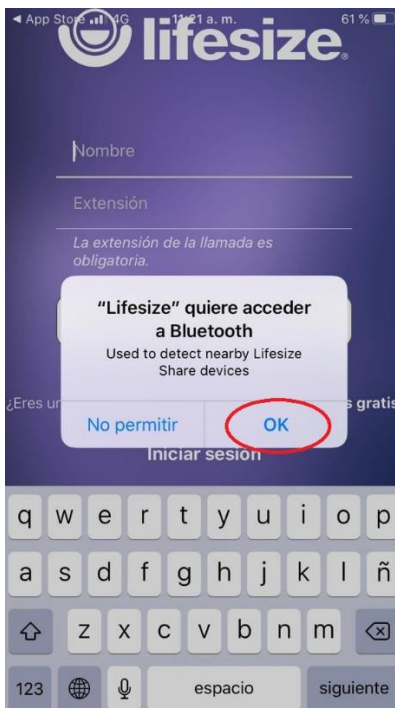 ◀ App Store 4G 11:21 a. m. 61 %
lifesize®
Nombre
Extensión
La extensión de la llamada es
obligatoria.
“Lifesize” quiere acceder
a Bluetooth
Used to detect nearby Lifesize
Share devices
¿Eres gratis
No permitir OK
Iniciar sesión
q w e r t y u i o p
a s d f g h j k l ñ
z x c v b n m
123 espacio siguiente